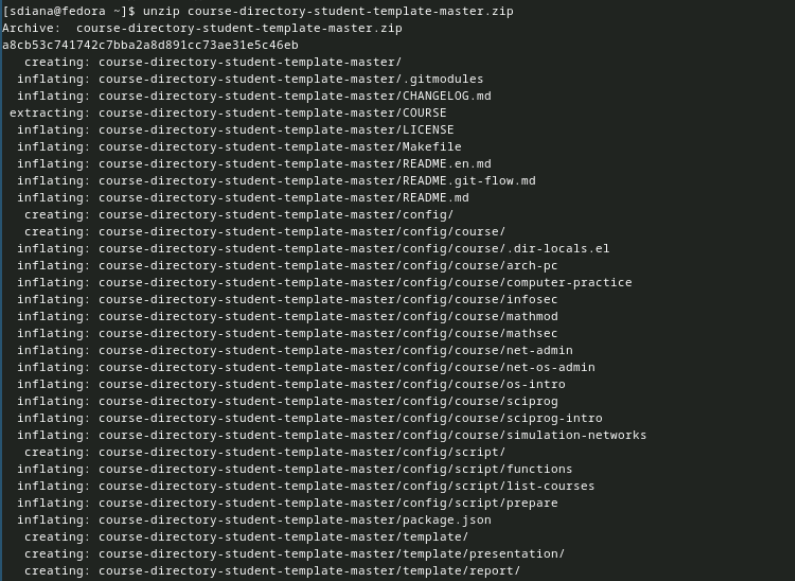 [sdiana@fedora ~]$ unzip course-directory-student-template-master.zip
Archive:  course-directory-student-template-master.zip
a8cb53c741742c7bba2a8d891cc73ae31e5c46eb
   creating: course-directory-student-template-master/
  inflating: course-directory-student-template-master/.gitmodules
  inflating: course-directory-student-template-master/CHANGELOG.md
 extracting: course-directory-student-template-master/COURSE
  inflating: course-directory-student-template-master/LICENSE
  inflating: course-directory-student-template-master/Makefile
  inflating: course-directory-student-template-master/README.en.md
  inflating: course-directory-student-template-master/README.git-flow.md
  inflating: course-directory-student-template-master/README.md
   creating: course-directory-student-template-master/config/
   creating: course-directory-student-template-master/config/course/
  inflating: course-directory-student-template-master/config/course/.dir-locals.el
  inflating: course-directory-student-template-master/config/course/arch-pc
  inflating: course-directory-student-template-master/config/course/computer-practice
  inflating: course-directory-student-template-master/config/course/infosec
  inflating: course-directory-student-template-master/config/course/mathmod
  inflating: course-directory-student-template-master/config/course/mathsec
  inflating: course-directory-student-template-master/config/course/net-admin
  inflating: course-directory-student-template-master/config/course/net-os-admin
  inflating: course-directory-student-template-master/config/course/os-intro
  inflating: course-directory-student-template-master/config/course/sciprog
  inflating: course-directory-student-template-master/config/course/sciprog-intro
  inflating: course-directory-student-template-master/config/course/simulation-networks
   creating: course-directory-student-template-master/config/script/
  inflating: course-directory-student-template-master/config/script/functions
  inflating: course-directory-student-template-master/config/script/list-courses
  inflating: course-directory-student-template-master/config/script/prepare
  inflating: course-directory-student-template-master/package.json
   creating: course-directory-student-template-master/template/
   creating: course-directory-student-template-master/template/presentation/
   creating: course-directory-student-template-master/template/report/